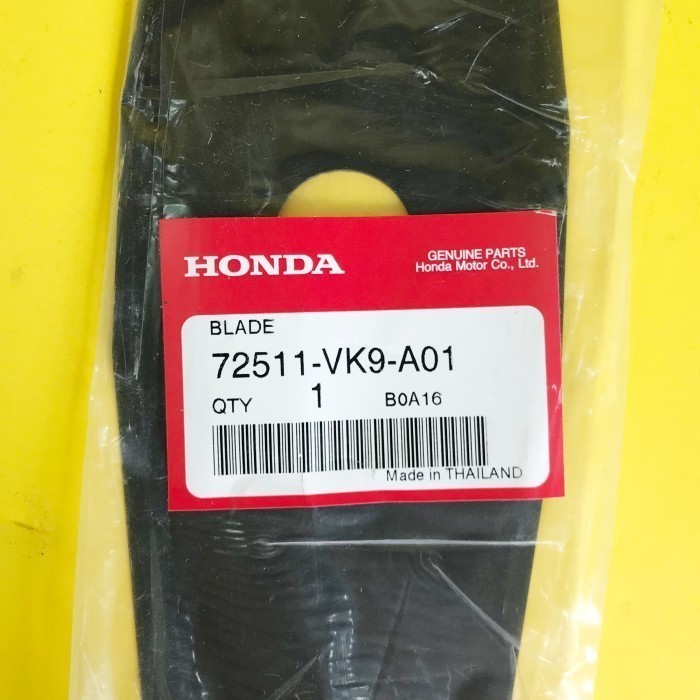 HONDA
GENUINE PARTS
Honda Motor Co., Ltd.
BLADE
72511-VK9-A01
QTY 1 B0A16
Made in THAILAND